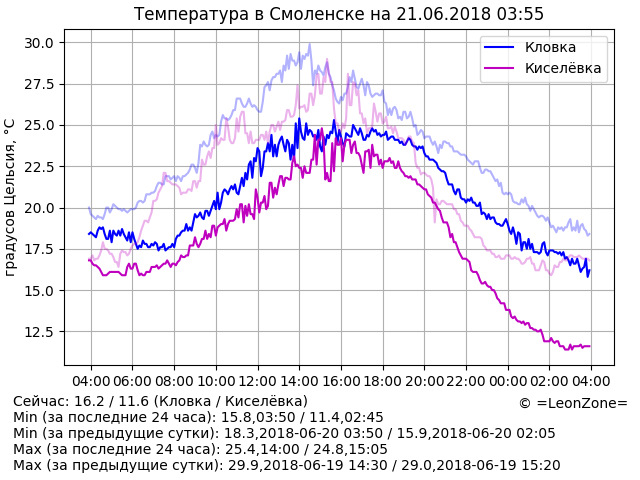 Температура в Смоленске на 21.06.2018 03:55
градусов Цельсия, °C
30.0
27.5
25.0
22.5
20.0
17.5
15.0
12.5
Кловка
Киселёвка
04:00 06:00 08:00 10:00 12:00 14:00 16:00 18:00 20:00 22:00 00:00 02:00 04:00
Сейчас: 16.2 / 11.6 (Кловка / Киселёвка)
© =LeonZone=
Min (за последние 24 часа): 15.8,03:50 / 11.4,02:45
Min (за предыдущие сутки): 18.3,2018-06-20 03:50 / 15.9,2018-06-20 02:05
Max (за последние 24 часа): 25.4,14:00 / 24.8,15:05
Max (за предыдущие сутки): 29.9,2018-06-19 14:30 / 29.0,2018-06-19 15:20